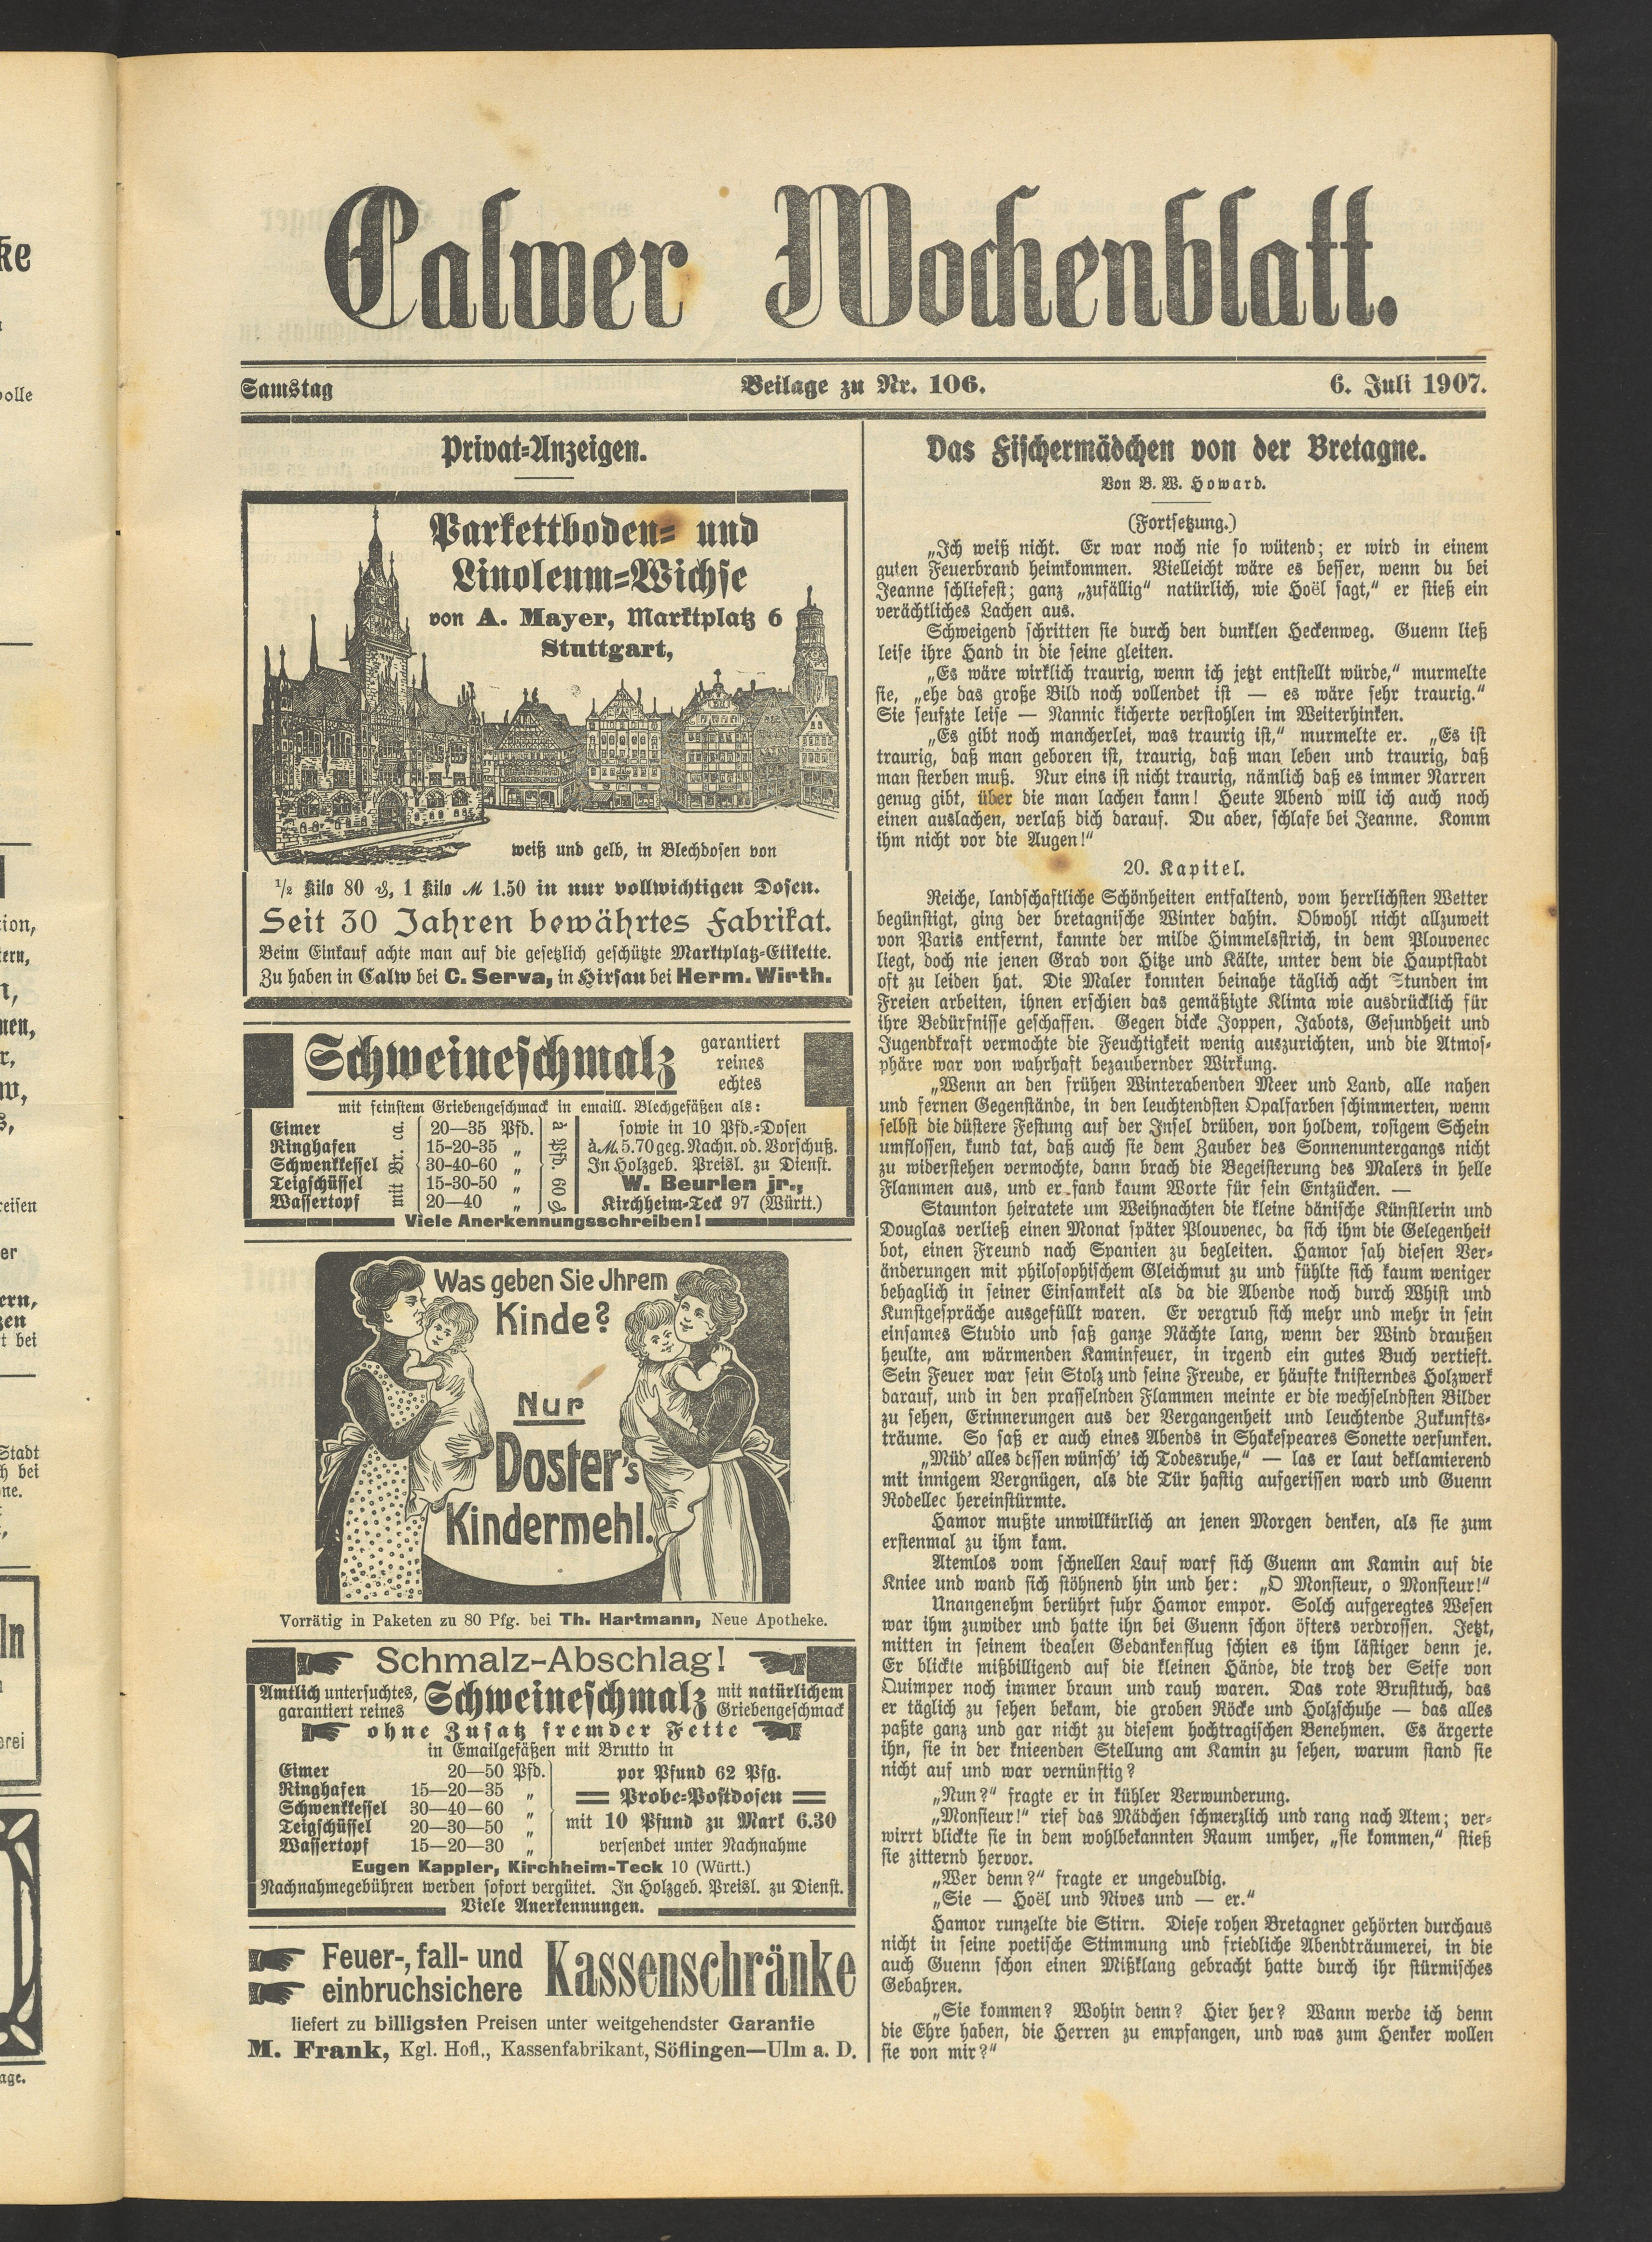 Calwer Wochenblatt.
Samstag Beilage zu Nr. 106. 6. Juli 1907.
Privat-Anzeigen.
Parkettboden- und
Linoleum-Wichse
von A. Mayer, Marktplatz 6
Stuttgart,
weiß und gelb, in Blechdosen von
1/2 Kilo 80 ₰, 1 Kilo ℳ 1.50 in nur vollwichtigen Dosen.
Seit 30 Jahren bewährtes Fabrikat.
Beim Einkauf achte man auf die gesetzlich geschützte Marktplatz-Etikette.
Zu haben in Calw bei C. Serva, in Hirsau bei Herm. Wirth.
Schweineschmalz
garantiert
reines
echtes
mit feinstem Griebengeschmack in emaill. Blechgefäßen als:
Eimer 20—35 Pfd.
Ringhafen 15-20-35 „
Schwenkkessel 30-40-60 „
Teigschüssel 15-30-50 „
Wassertopf 20—40 „
mit Br. ca.
à Pfd. 60 ₰
sowie in 10 Pfd.-Dosen
à ℳ. 5.70 geg. Nachn. od. Vorschuß.
In Holzgeb. Preisl. zu Dienst.
W. Beurlen jr.,
Kirchheim-Teck 97 (Württ.)
Viele Anerkennungsschreiben!
Was geben Sie Jhrem
Kinde?
Nur
Doster's
Kindermehl.
Vorrätig in Paketen zu 80 Pfg. bei Th. Hartmann, Neue Apotheke.
Schmalz-Abschlag!
Amtlich untersuchtes,
garantiert reines
Schweineschmalz
mit natürlichem
Griebengeschmack
ohne Zusatz fremder Fette
in Emailgefäßen mit Brutto in
Eimer 20—50 Pfd.
Ringhafen 15—20—35 „
Schwenkkessel 30—40—60 „
Teigschüssel 20—30—50 „
Wassertopf 15—20—30 „
por Pfund 62 Pfg.
Probe-Postdosen
mit 10 Pfund zu Mark 6.30
versendet unter Nachnahme
Eugen Kappler, Kirchheim-Teck 10 (Württ.)
Nachnahmegebühren werden sofort vergütet. In Holzgeb. Preisl. zu Dienst.
Viele Anerkennungen.
Feuer-, fall- und
einbruchsichere
Kassenschränke
liefert zu billigsten Preisen unter weitgehendster Garantie
M. Frank, Kgl. Hofl., Kassenfabrikant, Söflingen—Ulm a. D.
Das Fischermädchen von der Bretagne.
Von B. W. Howard.
(Fortsetzung.)
„Ich weiß nicht. Er war noch nie so wütend; er wird in einem
guten Feuerbrand heimkommen. Vielleicht wäre es besser, wenn du bei
Jeanne schliefest; ganz „zufällig“ natürlich, wie Hoël sagt,“ er stieß ein
verächtliches Lachen aus.
Schweigend schritten sie durch den dunklen Heckenweg. Guenn ließ
leise ihre Hand in die seine gleiten.
„Es wäre wirklich traurig, wenn ich jetzt entstellt würde,“ murmelte
sie, „ehe das große Bild noch vollendet ist — es wäre sehr traurig.“
Sie seufzte leise — Nannic kicherte verstohlen im Weiterhinken.
„Es gibt noch mancherlei, was traurig ist,“ murmelte er. „Es ist
traurig, daß man geboren ist, traurig, daß man leben und traurig, daß
man sterben muß. Nur eins ist nicht traurig, nämlich daß es immer Narren
genug gibt, über die man lachen kann! Heute Abend will ich auch noch
einen auslachen, verlaß dich darauf. Du aber, schlafe bei Jeanne. Komm
ihm nicht vor die Augen!“
20. Kapitel.
Reiche, landschaftliche Schönheiten entfaltend, vom herrlichsten Wetter
begünstigt, ging der bretagnische Winter dahin. Obwohl nicht allzuweit
von Paris entfernt, kannte der milde Himmelsstrich, in dem Plouvenec
liegt, doch nie jenen Grad von Hitze und Kälte, unter dem die Hauptstadt
oft zu leiden hat. Die Maler konnten beinahe täglich acht Stunden im
Freien arbeiten, ihnen erschien das gemäßigte Klima wie ausdrücklich für
ihre Bedürfnisse geschaffen. Gegen dicke Joppen, Jabots, Gesundheit und
Jugendkraft vermochte die Feuchtigkeit wenig auszurichten, und die Atmos-
phäre war von wahrhaft bezaubernder Wirkung.
„Wenn an den frühen Winterabenden Meer und Land, alle nahen
und fernen Gegenstände, in den leuchtendsten Opalfarben schimmerten, wenn
selbst die düstere Festung auf der Insel drüben, von holdem, rosigem Schein
umflossen, kund tat, daß auch sie dem Zauber des Sonnenuntergangs nicht
zu widerstehen vermochte, dann brach die Begeisterung des Malers in helle
Flammen aus, und er fand kaum Worte für sein Entzücken. —
Staunton heiratete um Weihnachten die kleine dänische Künstlerin und
Douglas verließ einen Monat später Plouvenec, da sich ihm die Gelegenheit
bot, einen Freund nach Spanien zu begleiten. Hamor sah diesen Ver-
änderungen mit philosophischem Gleichmut zu und fühlte sich kaum weniger
behaglich in seiner Einsamkeit als da die Abende noch durch Whist und
Kunstgespräche ausgefüllt waren. Er vergrub sich mehr und mehr in sein
einsames Studio und saß ganze Nächte lang, wenn der Wind draußen
heulte, am wärmenden Kaminfeuer, in irgend ein gutes Buch vertieft.
Sein Feuer war sein Stolz und seine Freude, er häufte knisterndes Holzwerk
darauf, und in den prasselnden Flammen meinte er die wechselndsten Bilder
zu sehen, Erinnerungen aus der Vergangenheit und leuchtende Zukunfts-
träume. So saß er auch eines Abends in Shakespeares Sonette versunken.
„Müd' alles dessen wünsch' ich Todesruhe,“ — las er laut deklamierend
mit innigem Vergnügen, als die Tür hastig aufgerissen ward und Guenn
Rodellec hereinstürmte.
Hamor mußte unwillkürlich an jenen Morgen denken, als sie zum
erstenmal zu ihm kam.
Atemlos vom schnellen Lauf warf sich Guenn am Kamin auf die
Kniee und wand sich stöhnend hin und her: „O Monsieur, o Monsieur!“
Unangenehm berührt fuhr Hamor empor. Solch aufgeregtes Wesen
war ihm zuwider und hatte ihn bei Guenn schon öfters verdrossen. Jetzt,
mitten in seinem idealen Gedankenflug schien es ihm lästiger denn je.
Er blickte mißbilligend auf die kleinen Hände, die trotz der Seife von
Quimper noch immer braun und rauh waren. Das rote Brusttuch, das
er täglich zu sehen bekam, die groben Röcke und Holzschuhe — das alles
paßte ganz und gar nicht zu diesem hochtragischen Benehmen. Es ärgerte
ihn, sie in der knieenden Stellung am Kamin zu sehen, warum stand sie
nicht auf und war vernünftig?
„Nun?“ fragte er in kühler Verwunderung.
„Monsieur!“ rief das Mädchen schmerzlich und rang nach Atem; ver-
wirrt blickte sie in dem wohlbekannten Raum umher, „sie kommen,“ stieß
sie zitternd hervor.
„Wer denn?“ fragte er ungeduldig.
„Sie — Hoël und Nives und — er.“
Hamor runzelte die Stirn. Diese rohen Bretagner gehörten durchaus
nicht in seine poetische Stimmung und friedliche Abendträumerei, in die
auch Guenn schon einen Mißklang gebracht hatte durch ihr stürmisches
Gebahren.
„Sie kommen? Wohin denn? Hier her? Wann werde ich denn
die Ehre haben, die Herren zu empfangen, und was zum Henker wollen
sie von mir?“